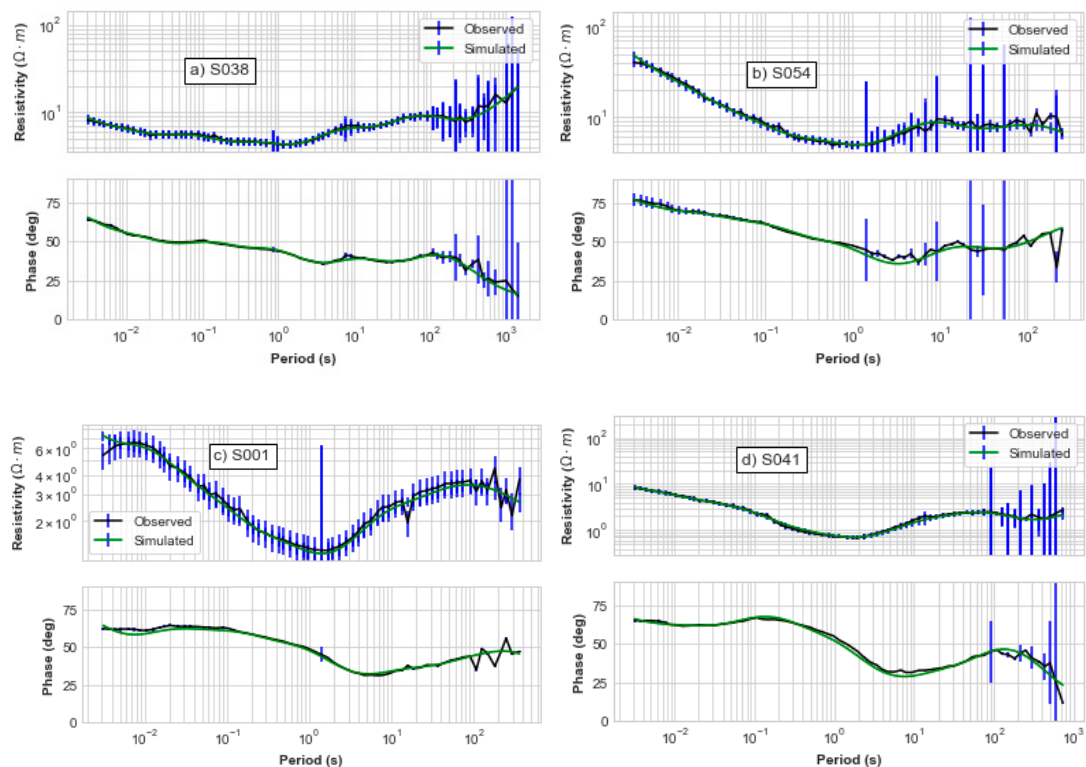 10²
10¹
Resistivity (Ω · m)
a) S038
Observed
Simulated
75
50
25
0
Phase (deg)
10⁻² 10⁻¹ 10⁰ 10¹ 10² 10³
Period (s)
10²
10¹
Resistivity (Ω · m)
b) S054
Observed
Simulated
75
50
25
0
Phase (deg)
10⁻² 10⁻¹ 10⁰ 10¹ 10²
Period (s)
6 × 10⁰
4 × 10⁰
3 × 10⁰
2 × 10⁰
Resistivity (Ω · m)
c) S001
Observed
Simulated
75
50
25
0
Phase (deg)
10⁻² 10⁻¹ 10⁰ 10¹ 10²
Period (s)
10²
10¹
10⁰
Resistivity (Ω · m)
d) S041
Observed
Simulated
75
50
25
0
Phase (deg)
10⁻² 10⁻¹ 10⁰ 10¹ 10² 10³
Period (s)